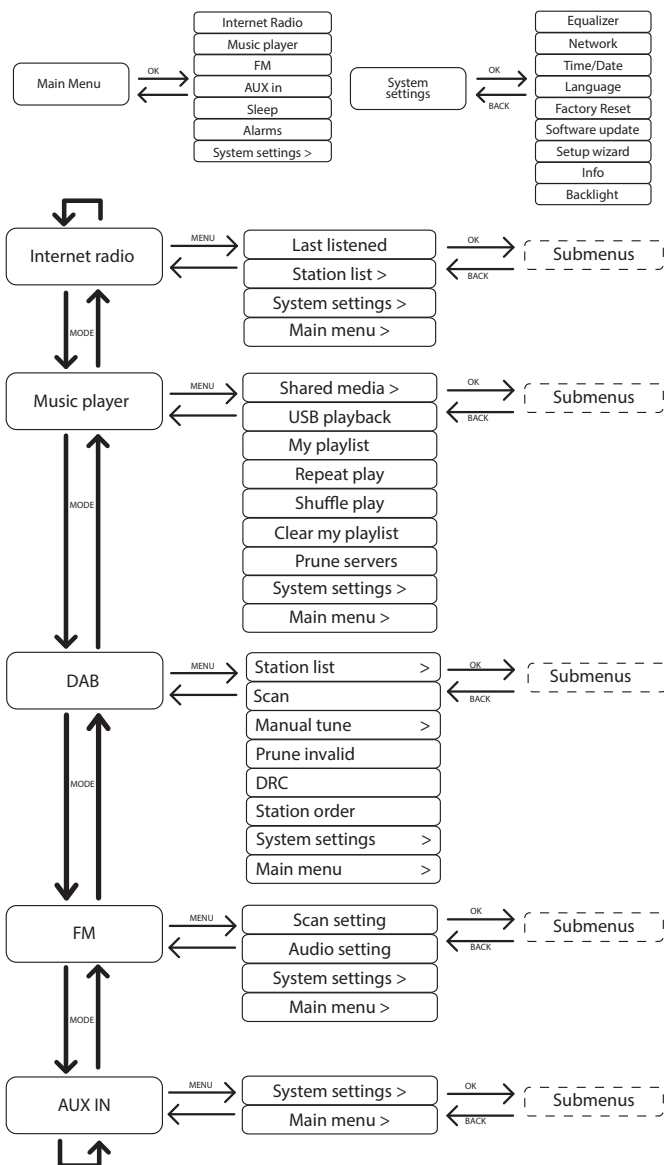 Main Menu
OK
Internet Radio
Music player
FM
AUX in
Sleep
Alarms
System settings >
System
settings
OK
BACK
Equalizer
Network
Time/Date
Language
Factory Reset
Software update
Setup wizard
Info
Backlight
Internet radio
MENU
Last listened
Station list >
System settings >
Main menu >
OK
BACK
Submenus
MODE
Music player
MENU
Shared media >
USB playback
My playlist
Repeat play
Shuffle play
Clear my playlist
Prune servers
System settings >
Main menu >
OK
BACK
Submenus
MODE
DAB
MENU
Station list >
Scan
Manual tune >
Prune invalid
DRC
Station order
System settings >
Main menu >
OK
BACK
Submenus
MODE
FM
MENU
Scan setting
Audio setting
System settings >
Main menu >
OK
BACK
Submenus
MODE
AUX IN
MENU
System settings >
Main menu >
OK
BACK
Submenus